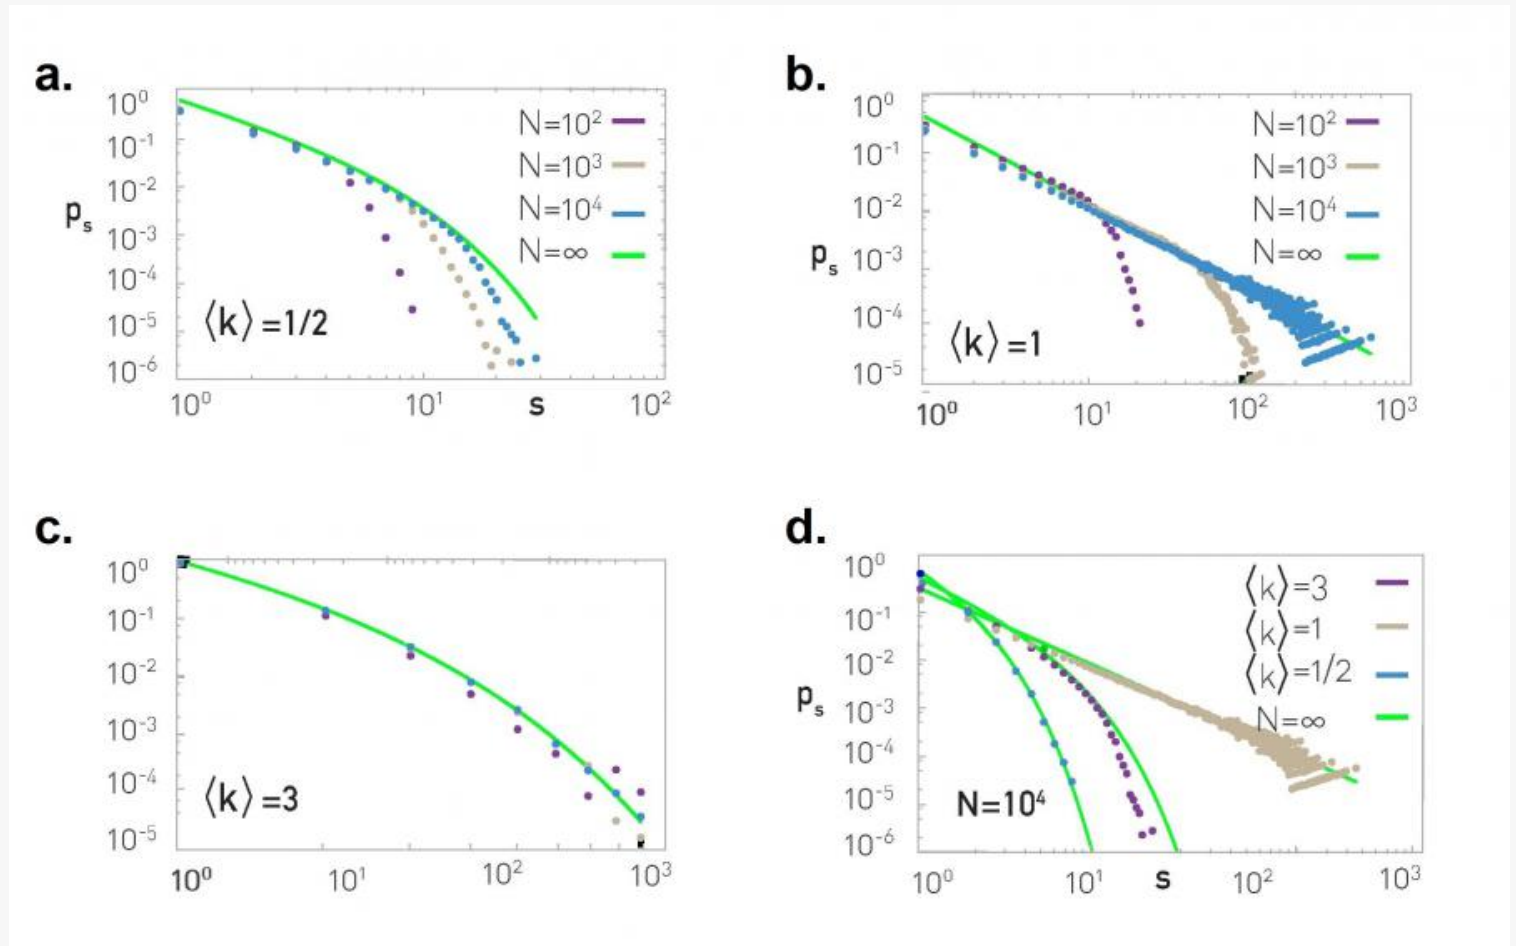 a.
10⁰
10⁻¹
10⁻²
10⁻³
10⁻⁴
10⁻⁵
10⁻⁶
pₛ
N=10²
N=10³
N=10⁴
N=∞
⟨k⟩=1/2
10⁰ 10¹ s 10²
b.
10⁰
10⁻¹
10⁻²
10⁻³
10⁻⁴
10⁻⁵
pₛ
N=10²
N=10³
N=10⁴
N=∞
⟨k⟩=1
10⁰ 10¹ 10² 10³
c.
10⁰
10⁻¹
10⁻²
10⁻³
10⁻⁴
10⁻⁵
⟨k⟩=3
10⁰ 10¹ 10² 10³
d.
10⁰
10⁻¹
10⁻²
10⁻³
10⁻⁴
10⁻⁵
10⁻⁶
pₛ
⟨k⟩=3
⟨k⟩=1
⟨k⟩=1/2
N=∞
N=10⁴
10⁰ 10¹ s 10² 10³